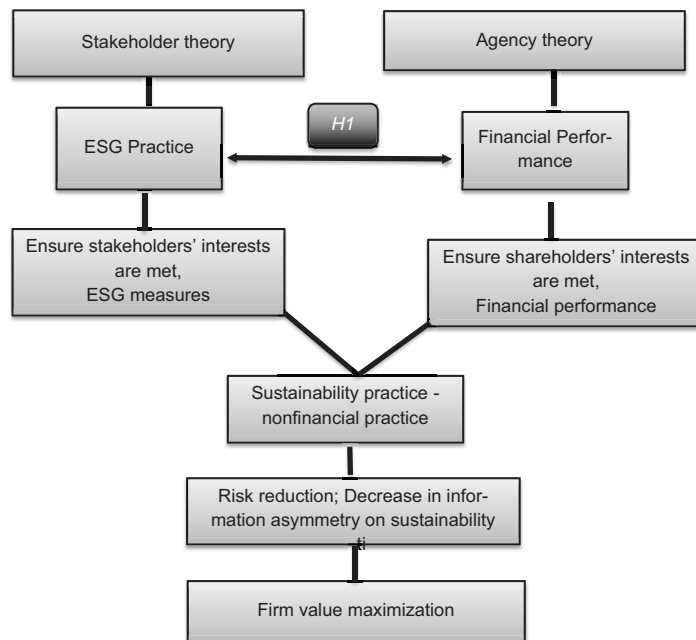 Stakeholder theory
Agency theory
H1
ESG Practice
Financial Perfor-
mance
Ensure stakeholders’ interests
are met,
ESG measures
Ensure shareholders’ interests
are met,
Financial performance
Sustainability practice -
nonfinancial practice
Risk reduction; Decrease in infor-
mation asymmetry on sustainability
Firm value maximization